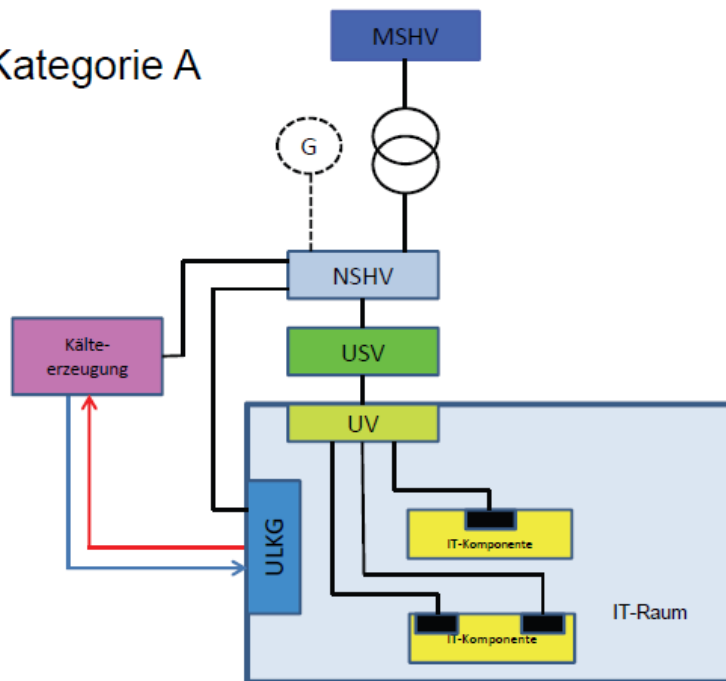 Kategorie A
MSHV
G
NSHV
Kälte-
erzeugung
USV
UV
ULKG
IT-Komponente
IT-Raum
IT-Komponente